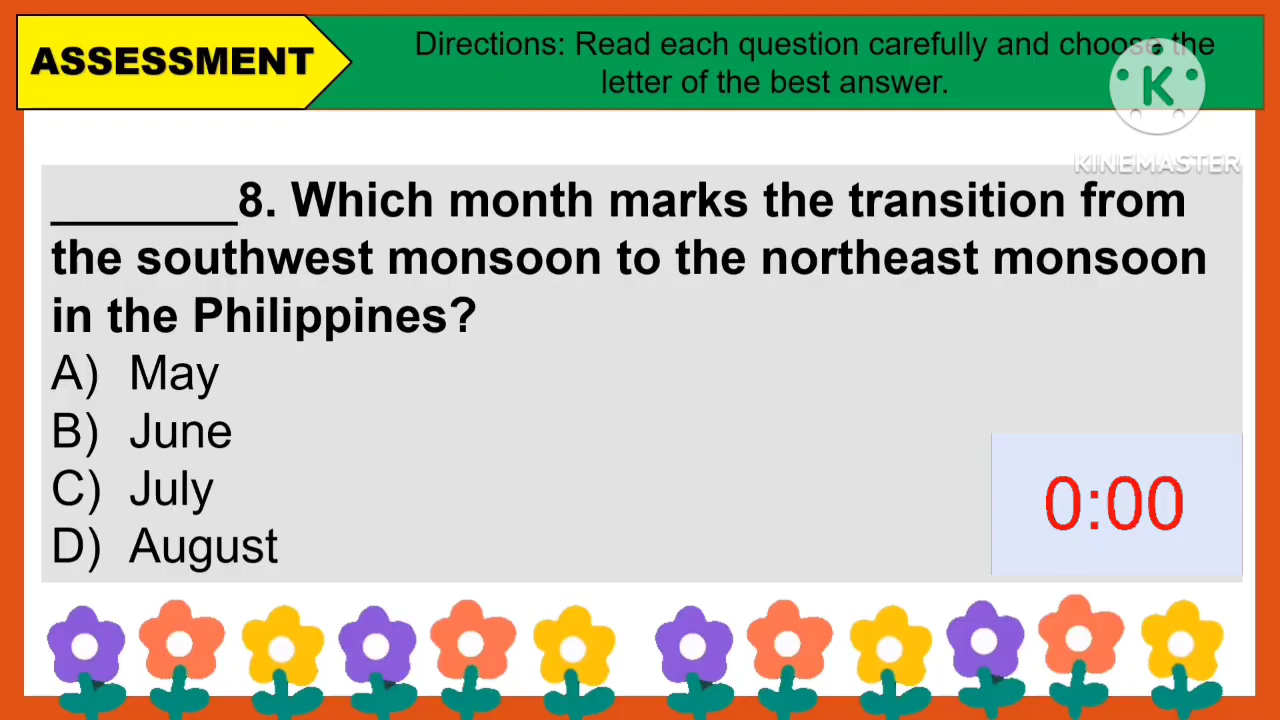 ASSESSMENT
Directions: Read each question carefully and choose the
letter of the best answer.
K
KINEMASTER
________8. Which month marks the transition from
the southwest monsoon to the northeast monsoon
in the Philippines?
A) May
B) June
C) July
D) August
0:00